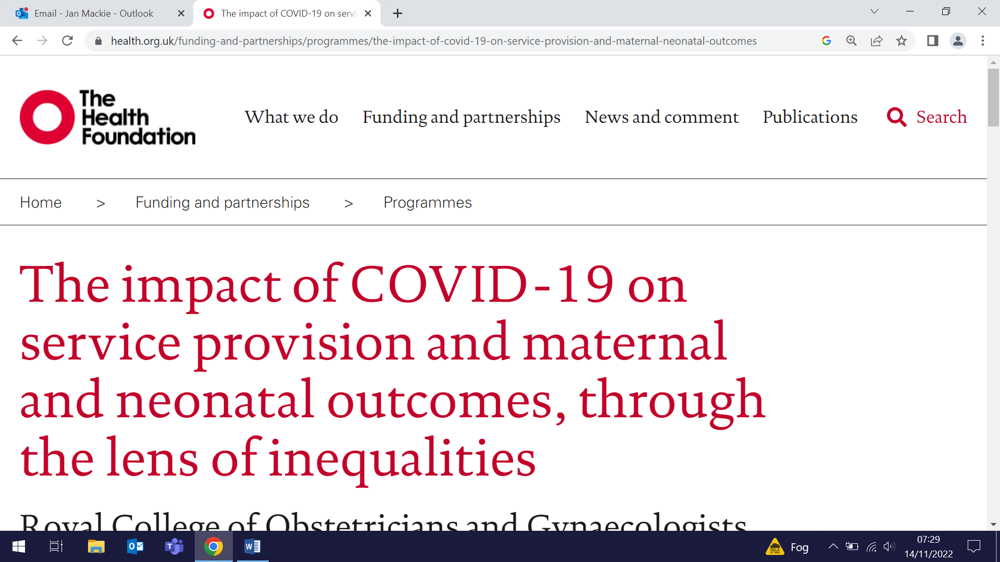 Email - Jan Mackie - Outlook
The impact of COVID-19 on servi
health.org.uk/funding-and-partnerships/programmes/the-impact-of-covid-19-on-service-provision-and-maternal-neonatal-outcomes
The
Health
Foundation
What we do Funding and partnerships News and comment Publications Search
Home > Funding and partnerships > Programmes
The impact of COVID-19 on
service provision and maternal
and neonatal outcomes, through
the lens of inequalities
Royal College of Obstetricians and Gynaecologists
Fog
07:29
14/11/2022